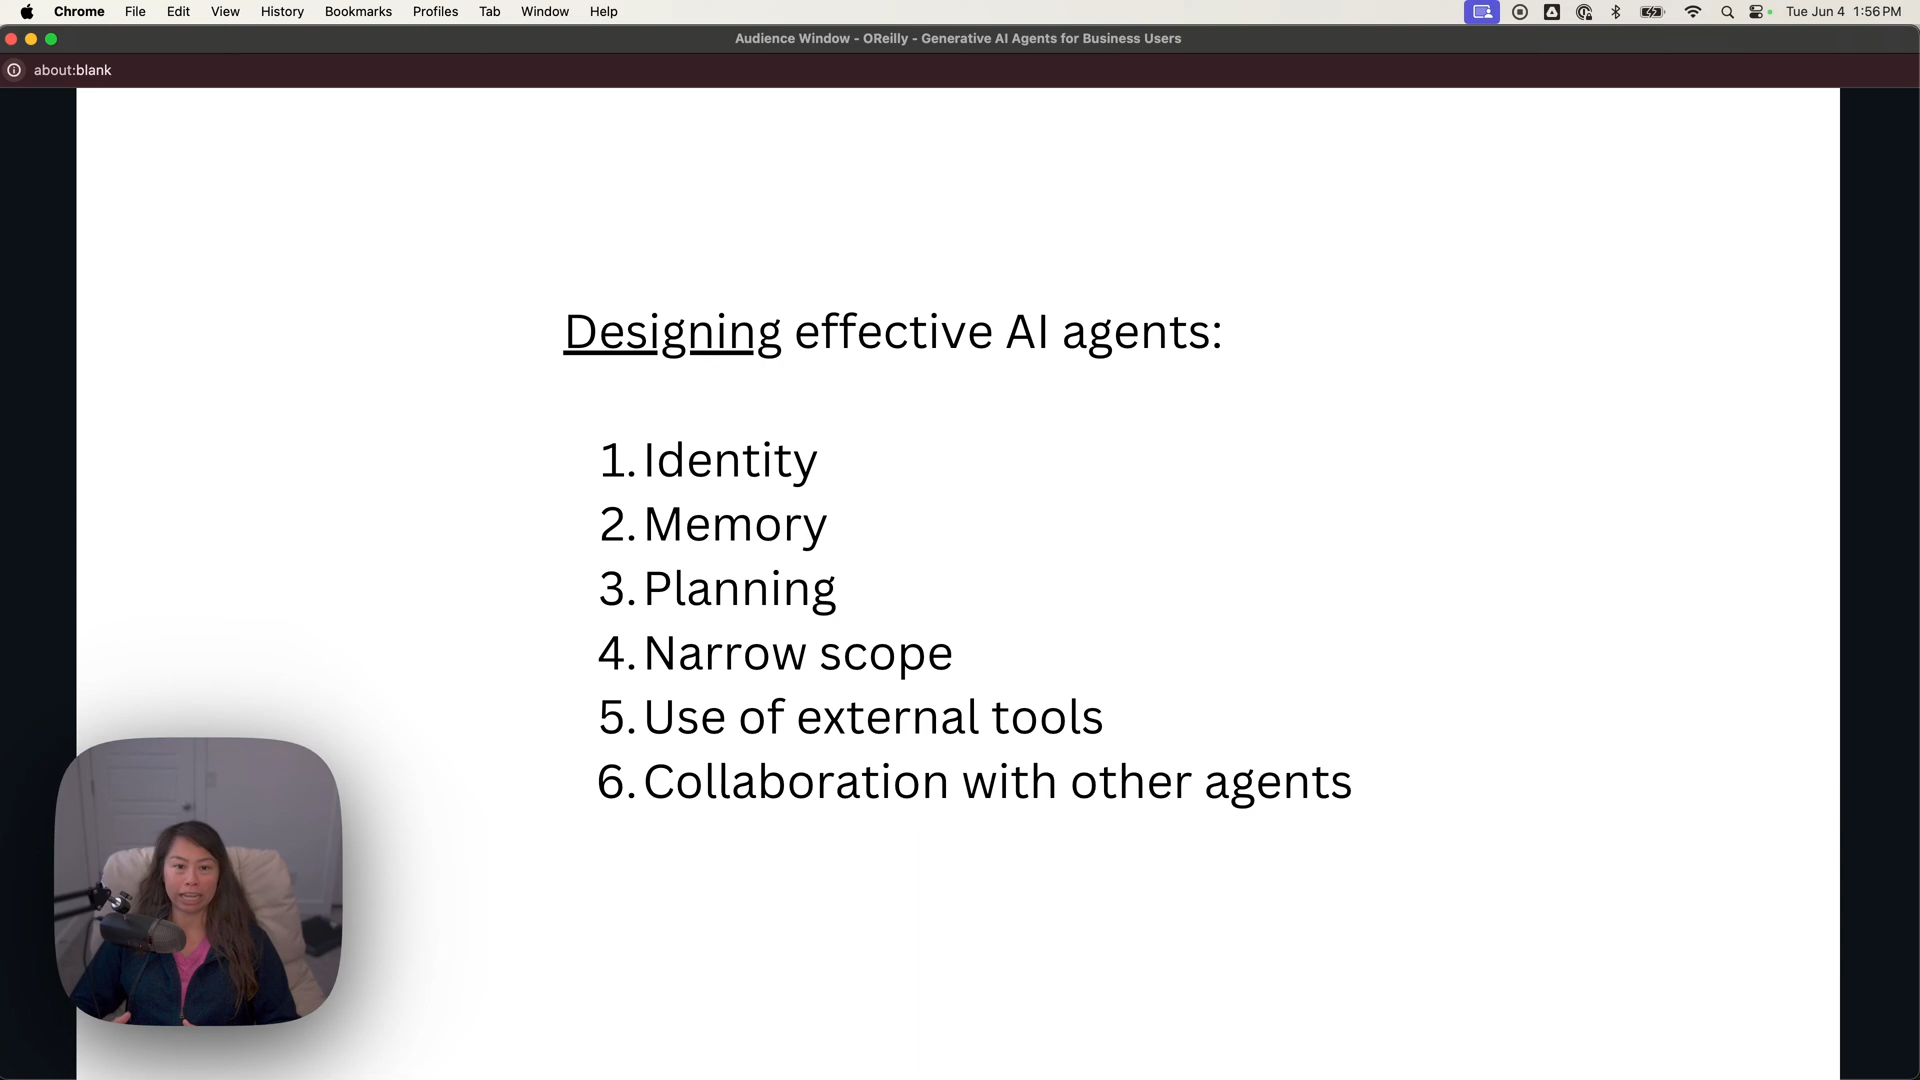 Chrome File Edit View History Bookmarks Profiles Tab Window Help Tue Jun 4 1:56 PM
Audience Window - OReilly - Generative AI Agents for Business Users
about:blank
Designing effective AI agents:
1. Identity
2. Memory
3. Planning
4. Narrow scope
5. Use of external tools
6. Collaboration with other agents